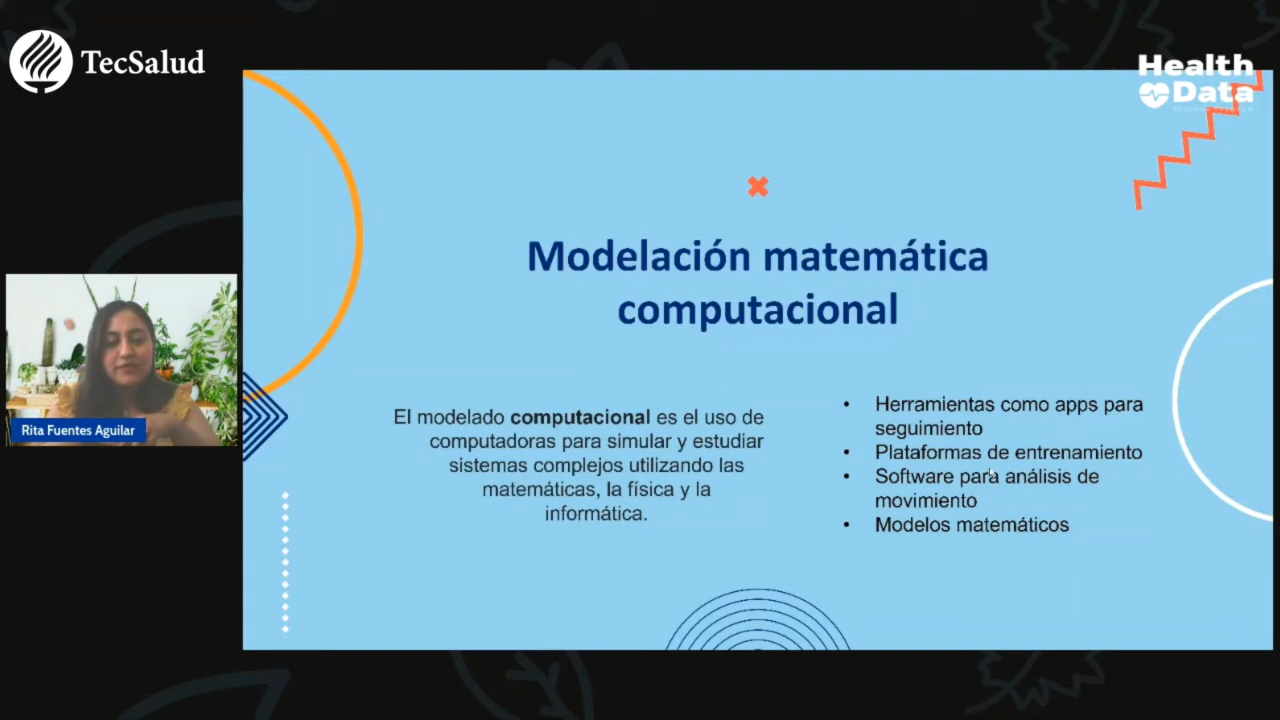 TecSalud
Health
Data
Modelación matemática
computacional
El modelado computacional es el uso de
computadoras para simular y estudiar
sistemas complejos utilizando las
matemáticas, la física y la
informática.
• Herramientas como apps para
seguimiento
• Plataformas de entrenamiento
• Software para análisis de
movimiento
• Modelos matemáticos
Rita Fuentes Aguilar